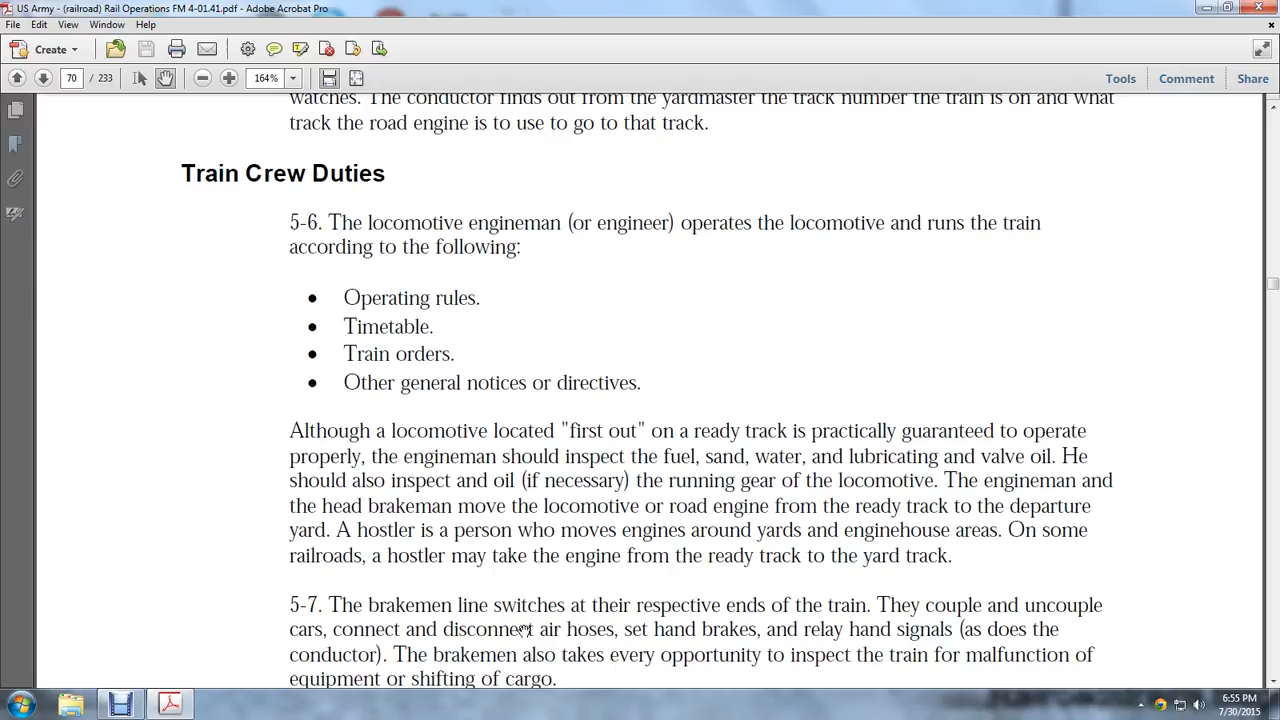 US Army - (railroad) Rail Operations FM 4-01.41.pdf - Adobe Acrobat Pro
File Edit View Window Help
Create
70 / 233 164% Tools Comment Share
watches. The conductor finds out from the yardmaster the track number the train is on and what
track the road engine is to use to go to that track.
Train Crew Duties
5-6. The locomotive engineman (or engineer) operates the locomotive and runs the train
according to the following:
• Operating rules.
• Timetable.
• Train orders.
• Other general notices or directives.
Although a locomotive located "first out" on a ready track is practically guaranteed to operate
properly, the engineman should inspect the fuel, sand, water, and lubricating and valve oil. He
should also inspect and oil (if necessary) the running gear of the locomotive. The engineman and
the head brakeman move the locomotive or road engine from the ready track to the departure
yard. A hostler is a person who moves engines around yards and enginehouse areas. On some
railroads, a hostler may take the engine from the ready track to the yard track.
5-7. The brakemen line switches at their respective ends of the train. They couple and uncouple
cars, connect and disconnect air hoses, set hand brakes, and relay hand signals (as does the
conductor). The brakemen also takes every opportunity to inspect the train for malfunction of
equipment or shifting of cargo.
6:55 PM
7/30/2015